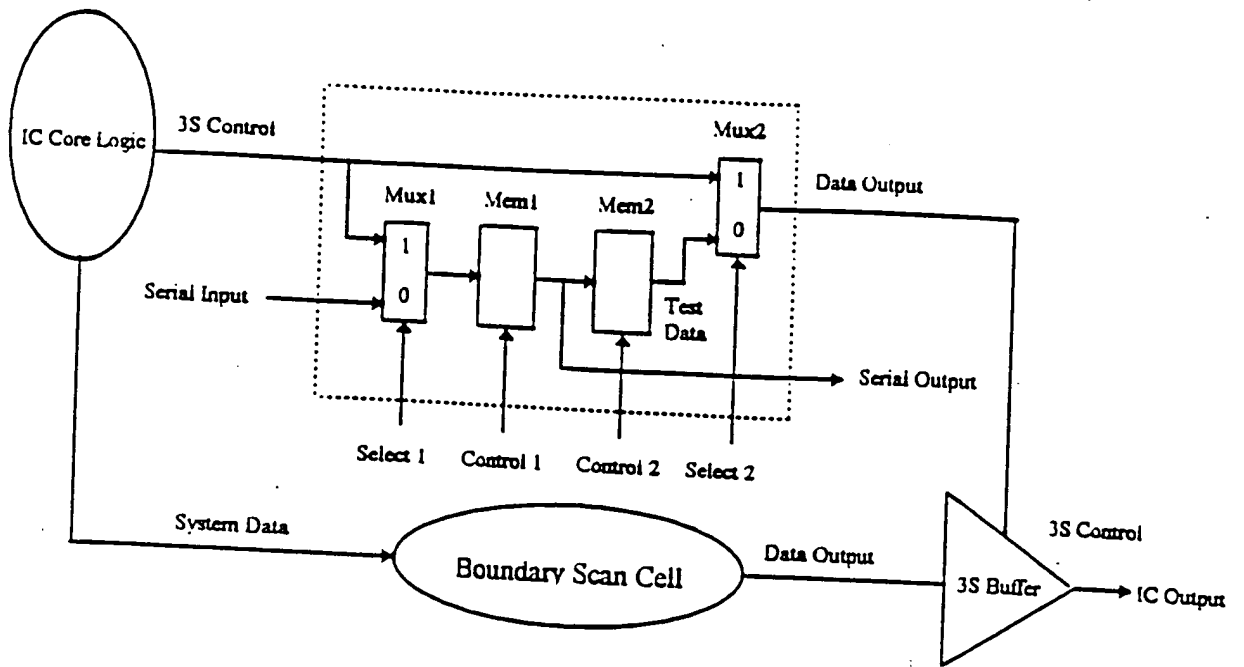 IC Core Logic
3S Control
Mux2
1
0
Data Output
Mux1
Mem1
Mem2
1
0
Serial Input
Test
Data
Serial Output
Select 1
Control 1
Control 2
Select 2
System Data
Boundary Scan Cell
Data Output
3S Control
3S Buffer
IC Output